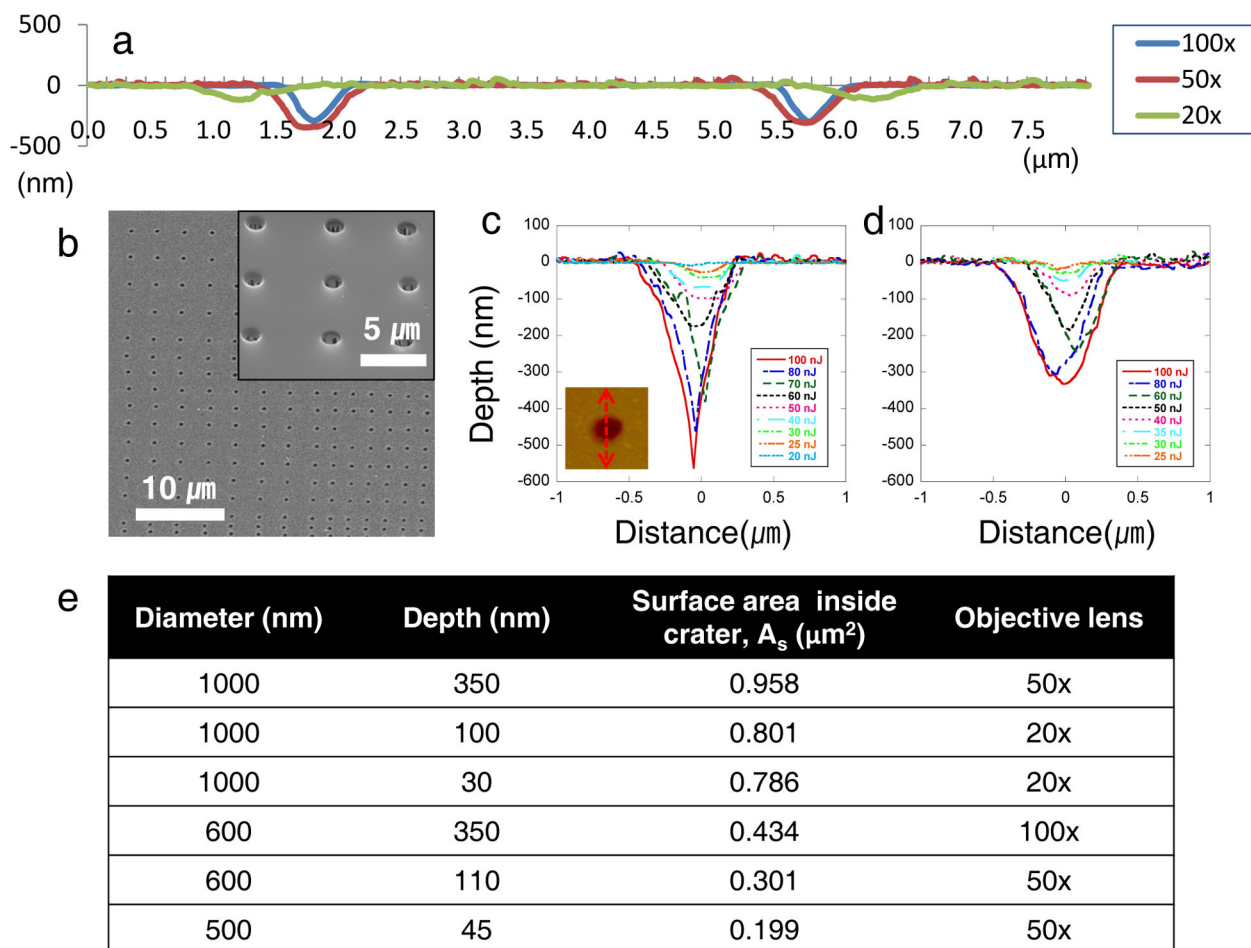 500
a
0
-500
(nm)
0.0 0.5 1.0 1.5 2.0 2.5 3.0 3.5 4.0 4.5 5.0 5.5 6.0 6.5 7.0 7.5
(μm)
100x
50x
20x
b
5 ㎛
10 ㎛
c
Depth (nm)
100
0
-100
-200
-300
-400
-500
-600
-1 -0.5 0 0.5 1
Distance(㎛)
100 nJ
80 nJ
70 nJ
60 nJ
50 nJ
40 nJ
30 nJ
25 nJ
20 nJ
d
100
0
-100
-200
-300
-400
-500
-600
-1 -0.5 0 0.5 1
Distance(㎛)
100 nJ
80 nJ
60 nJ
50 nJ
40 nJ
35 nJ
30 nJ
25 nJ
e
Diameter (nm) Depth (nm) Surface area inside crater, Aₛ (μm²) Objective lens
1000 350 0.958 50x
1000 100 0.801 20x
1000 30 0.786 20x
600 350 0.434 100x
600 110 0.301 50x
500 45 0.199 50x